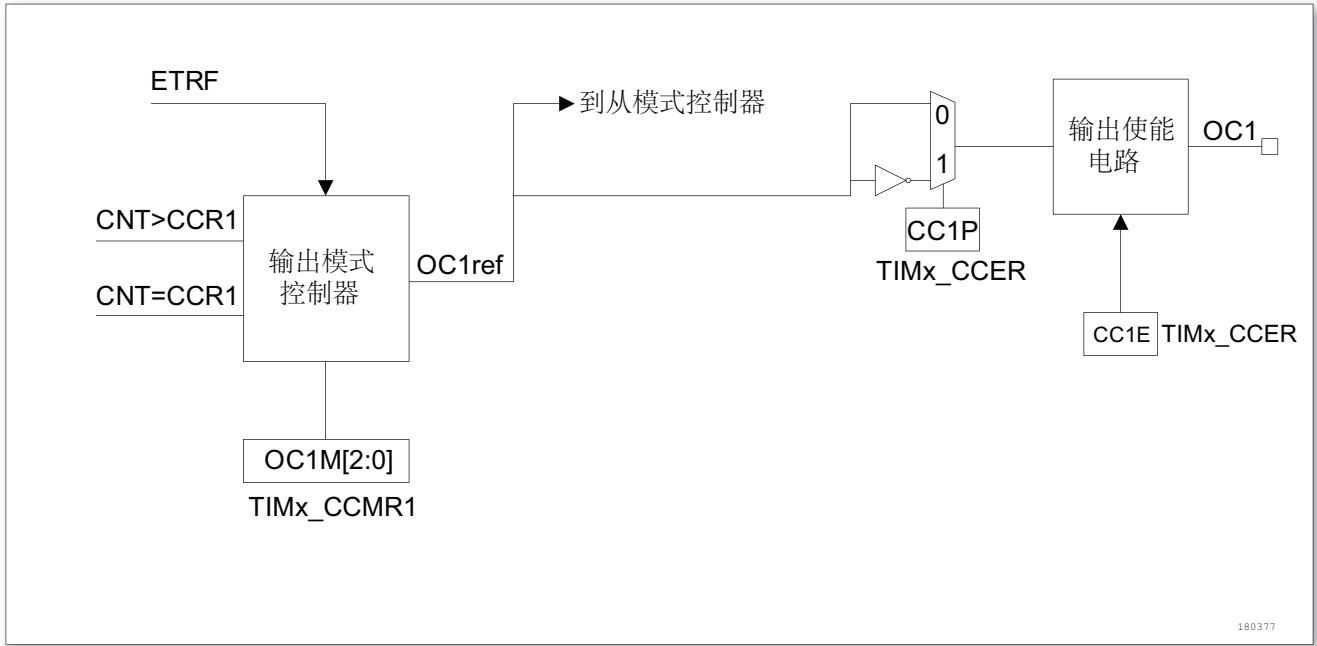 ETRF
到从模式控制器
0
1
输出使能
电路
OC1
CNT>CCR1
CNT=CCR1
输出模式
控制器
OC1ref
CC1P
TIMx_CCER
CC1E
TIMx_CCER
OC1M[2:0]
TIMx_CCMR1
180377